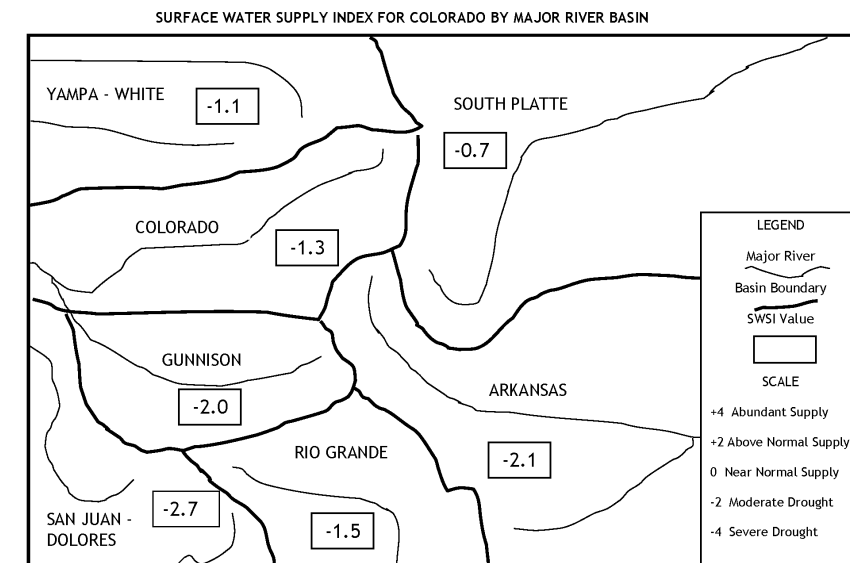 SURFACE WATER SUPPLY INDEX FOR COLORADO BY MAJOR RIVER BASIN
YAMPA - WHITE
-1.1
SOUTH PLATTE
-0.7
COLORADO
-1.3
GUNNISON
-2.0
ARKANSAS
-2.1
RIO GRANDE
-1.5
SAN JUAN -
DOLORES
-2.7
LEGEND
Major River
Basin Boundary
SWSI Value
SCALE
+4 Abundant Supply
+2 Above Normal Supply
0 Near Normal Supply
-2 Moderate Drought
-4 Severe Drought